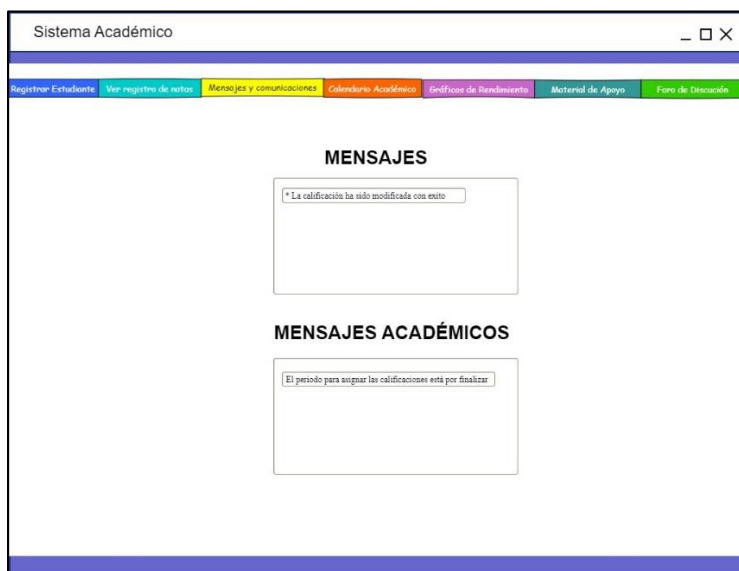 Sistema Académico
Registrar Estudiante Ver registro de notas Mensajes y comunicaciones Calendario Académico Gráficas de Rendimiento Material de Apoyo Foro de Discución
MENSAJES
* La calificación ha sido modificada con exito
MENSAJES ACADÉMICOS
El periodo para asignar las calificaciones está por finalizar